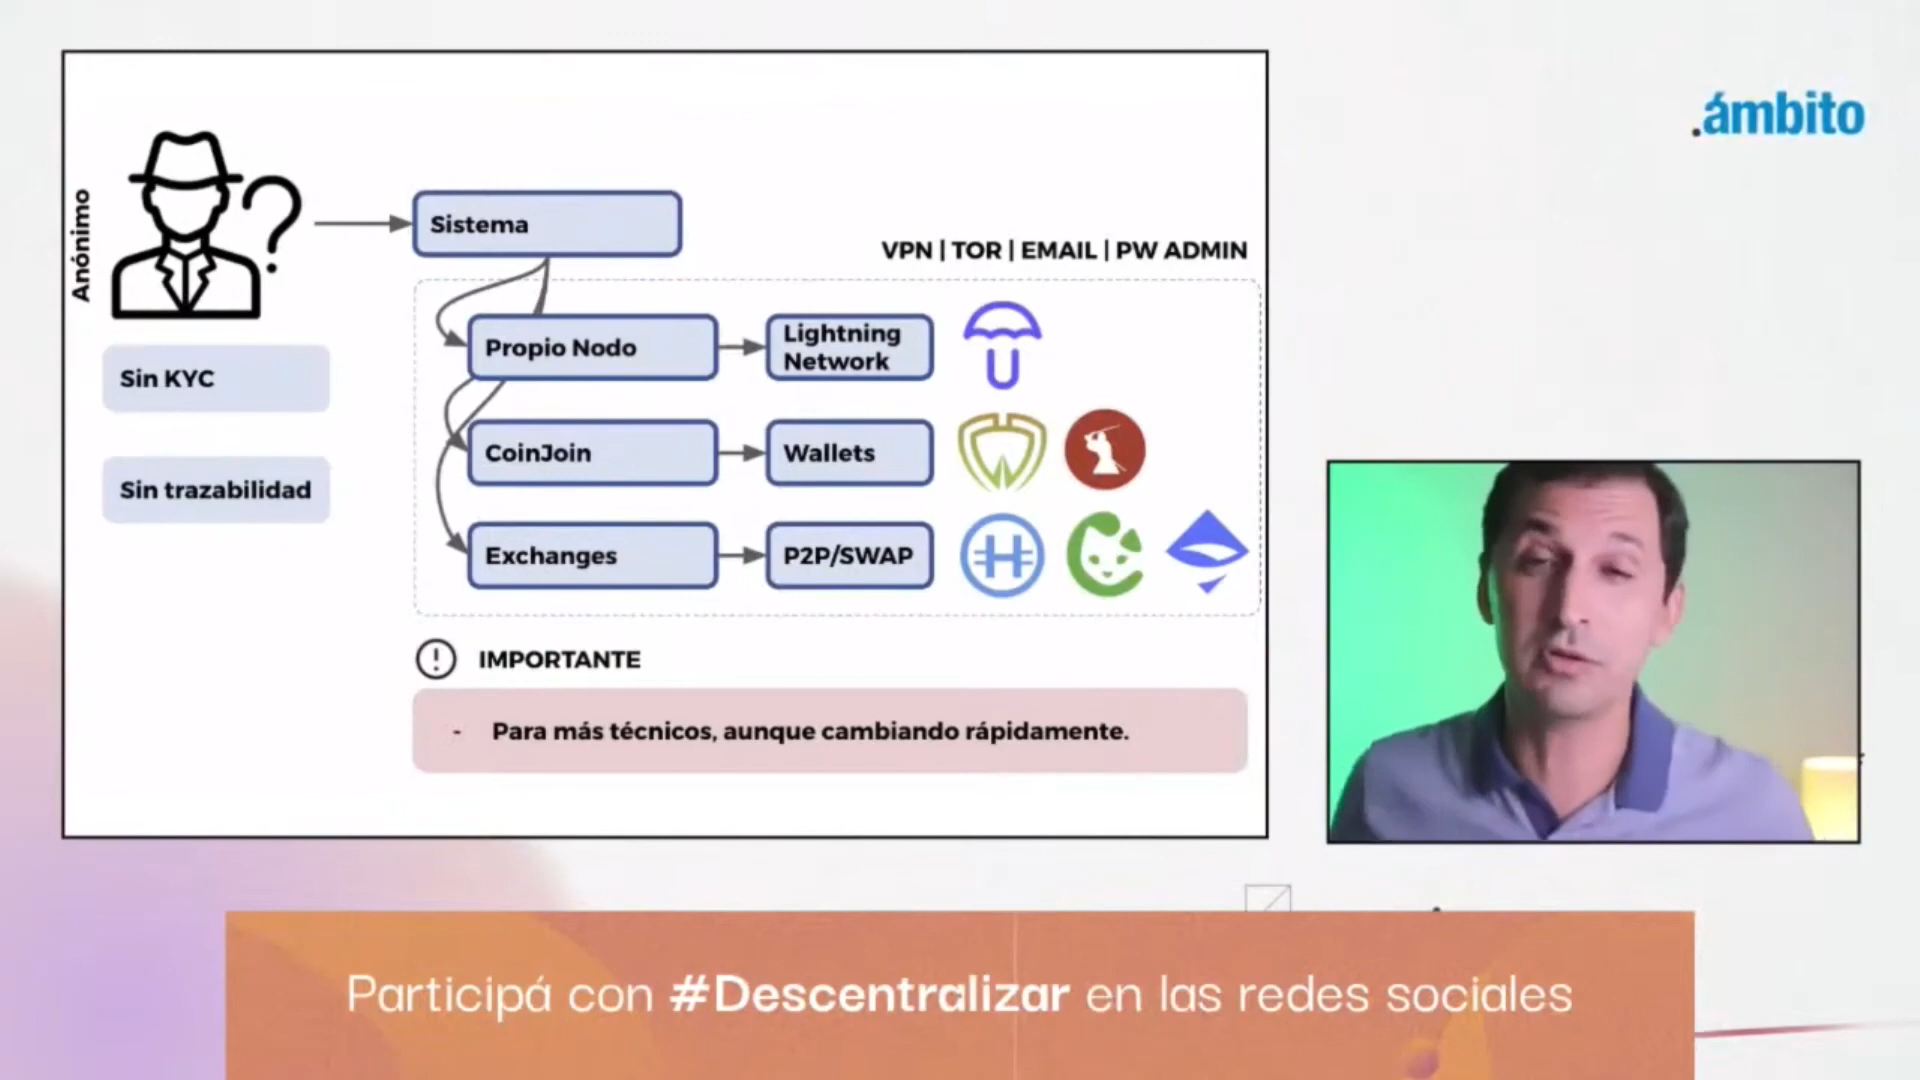 .ámbito
Anónimo
Sistema
VPN | TOR | EMAIL | PW ADMIN
Propio Nodo
Lightning
Network
Sin KYC
CoinJoin
Wallets
Sin trazabilidad
Exchanges
P2P/SWAP
IMPORTANTE
- Para más técnicos, aunque cambiando rápidamente.
Participá con #Descentralizar en las redes sociales